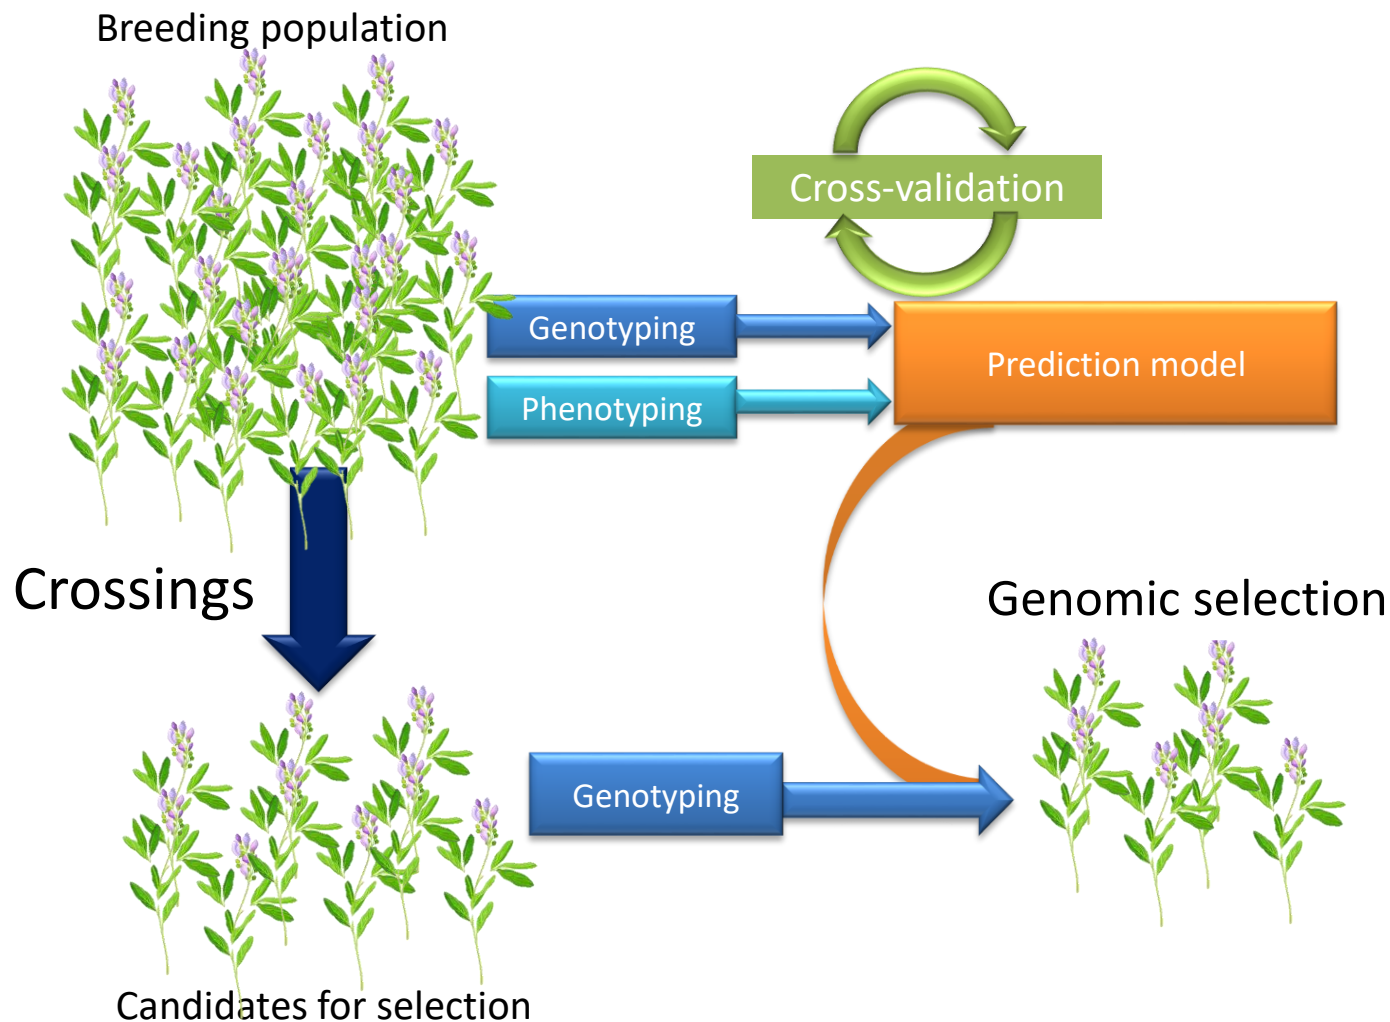 Breeding population
Cross-validation
Genotyping
Prediction model
Phenotyping
Crossings
Genomic selection
Genotyping
Candidates for selection